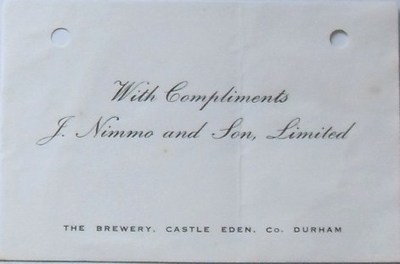 With Compliments
J. Nimmo and Son, Limited
THE BREWERY, CASTLE EDEN, Co. DURHAM